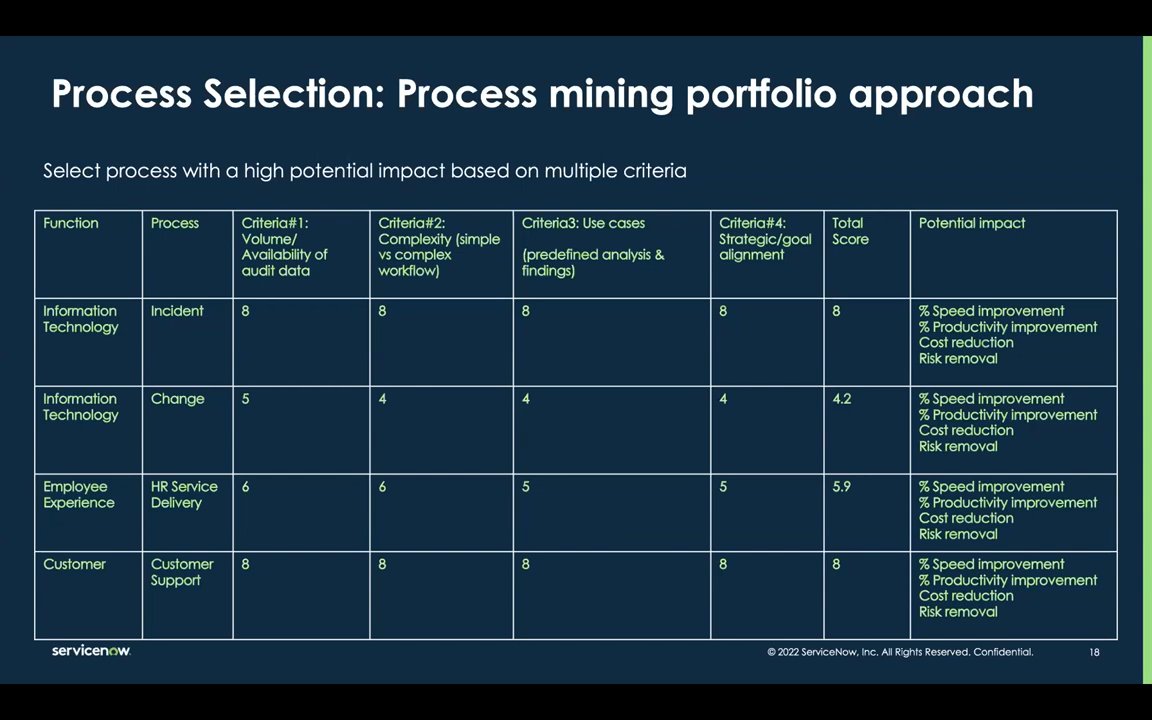 Process Selection: Process mining portfolio approach
Select process with a high potential impact based on multiple criteria
Function
Process
Criteria#1:
Volume/
Availability of
audit data
Criteria#2:
Complexity (simple
vs complex
workflow)
Criteria3: Use cases
(predefined analysis &
findings)
Criteria#4:
Strategic/goal
alignment
Total
Score
Potential impact
Information
Technology
Incident
8
8
8
8
8
% Speed improvement
% Productivity improvement
Cost reduction
Risk removal
Information
Technology
Change
5
4
4
4
4.2
% Speed improvement
% Productivity improvement
Cost reduction
Risk removal
Employee
Experience
HR Service
Delivery
6
6
5
5
5.9
% Speed improvement
% Productivity improvement
Cost reduction
Risk removal
Customer
Customer
Support
8
8
8
8
8
% Speed improvement
% Productivity improvement
Cost reduction
Risk removal
servicenow
© 2022 ServiceNow, Inc. All Rights Reserved. Confidential.
18